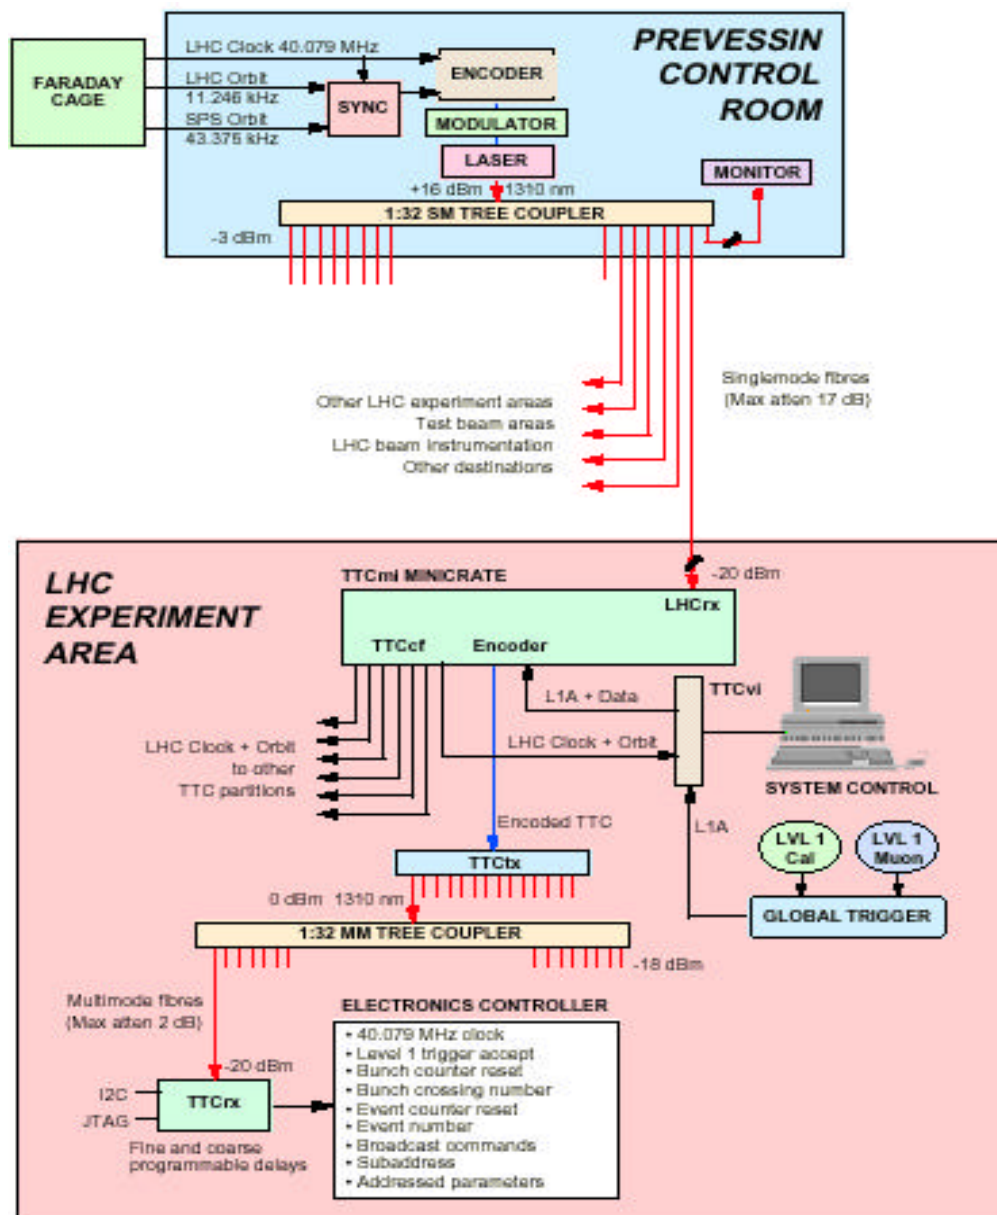 PREVESSIN
CONTROL
ROOM
FARADAY
CAGE
LHC Clock 40.079 MHz
LHC Orbit
11.246 kHz
SPS Orbit
43.375 kHz
SYNC
ENCODER
MODULATOR
LASER
MONITOR
+16 dBm 1310 nm
1:32 SM TREE COUPLER
-3 dBm
Singlemode fibres
(Max atten 17 dB)
Other LHC experiment areas
Test beam areas
LHC beam instrumentation
Other destinations
LHC
EXPERIMENT
AREA
TTCmi MINICRATE
-20 dBm
LHCrx
TTCcf Encoder
TTCvi
L1A + Data
LHC Clock + Orbit
LHC Clock + Orbit
to other
TTC partitions
SYSTEM CONTROL
Encoded TTC
L1A
LVL 1
Cal
LVL 1
Muon
TTCtx
GLOBAL TRIGGER
0 dBm 1310 nm
1:32 MM TREE COUPLER
-18 dBm
Multimode fibres
(Max atten 2 dB)
ELECTRONICS CONTROLLER
• 40.079 MHz clock
• Level 1 trigger accept
• Bunch counter reset
• Bunch crossing number
• Event counter reset
• Event number
• Broadcast commands
• Subaddress
• Addressed parameters
-20 dBm
I2C
JTAG
TTCrx
Fine and coarse
programmable delays